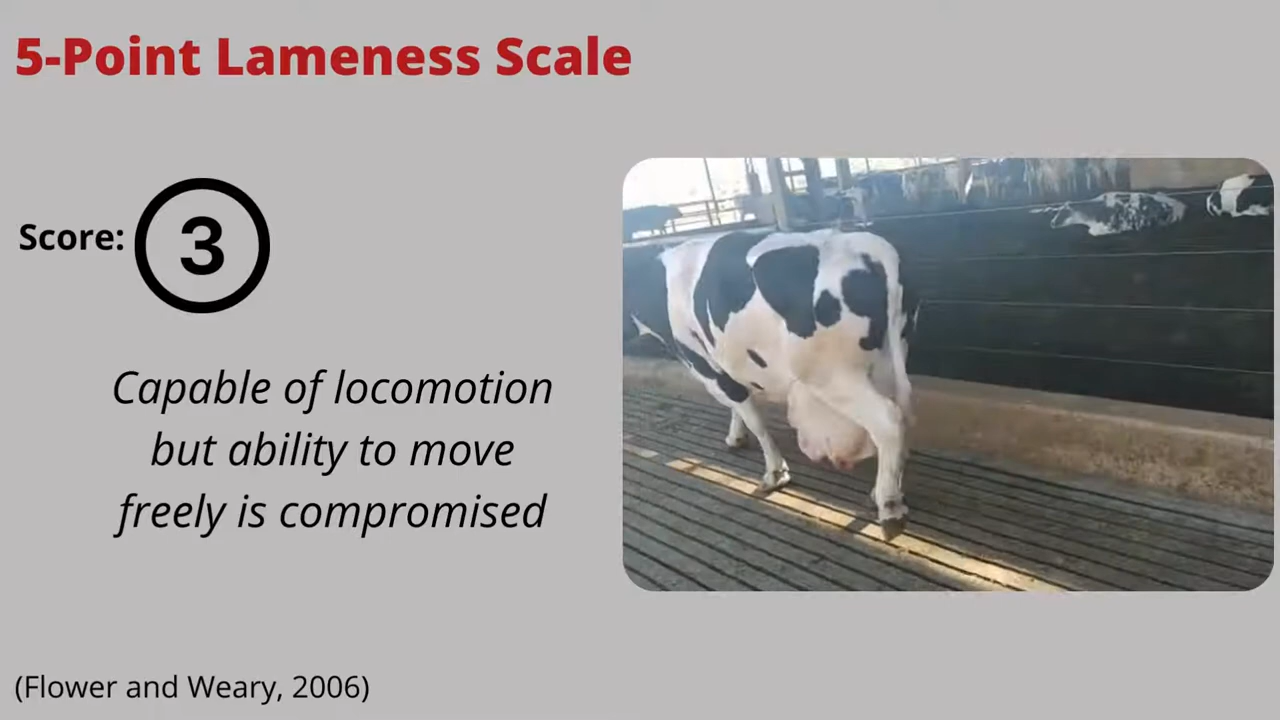 5-Point Lameness Scale
Score: 3
Capable of locomotion
but ability to move
freely is compromised
(Flower and Weary, 2006)